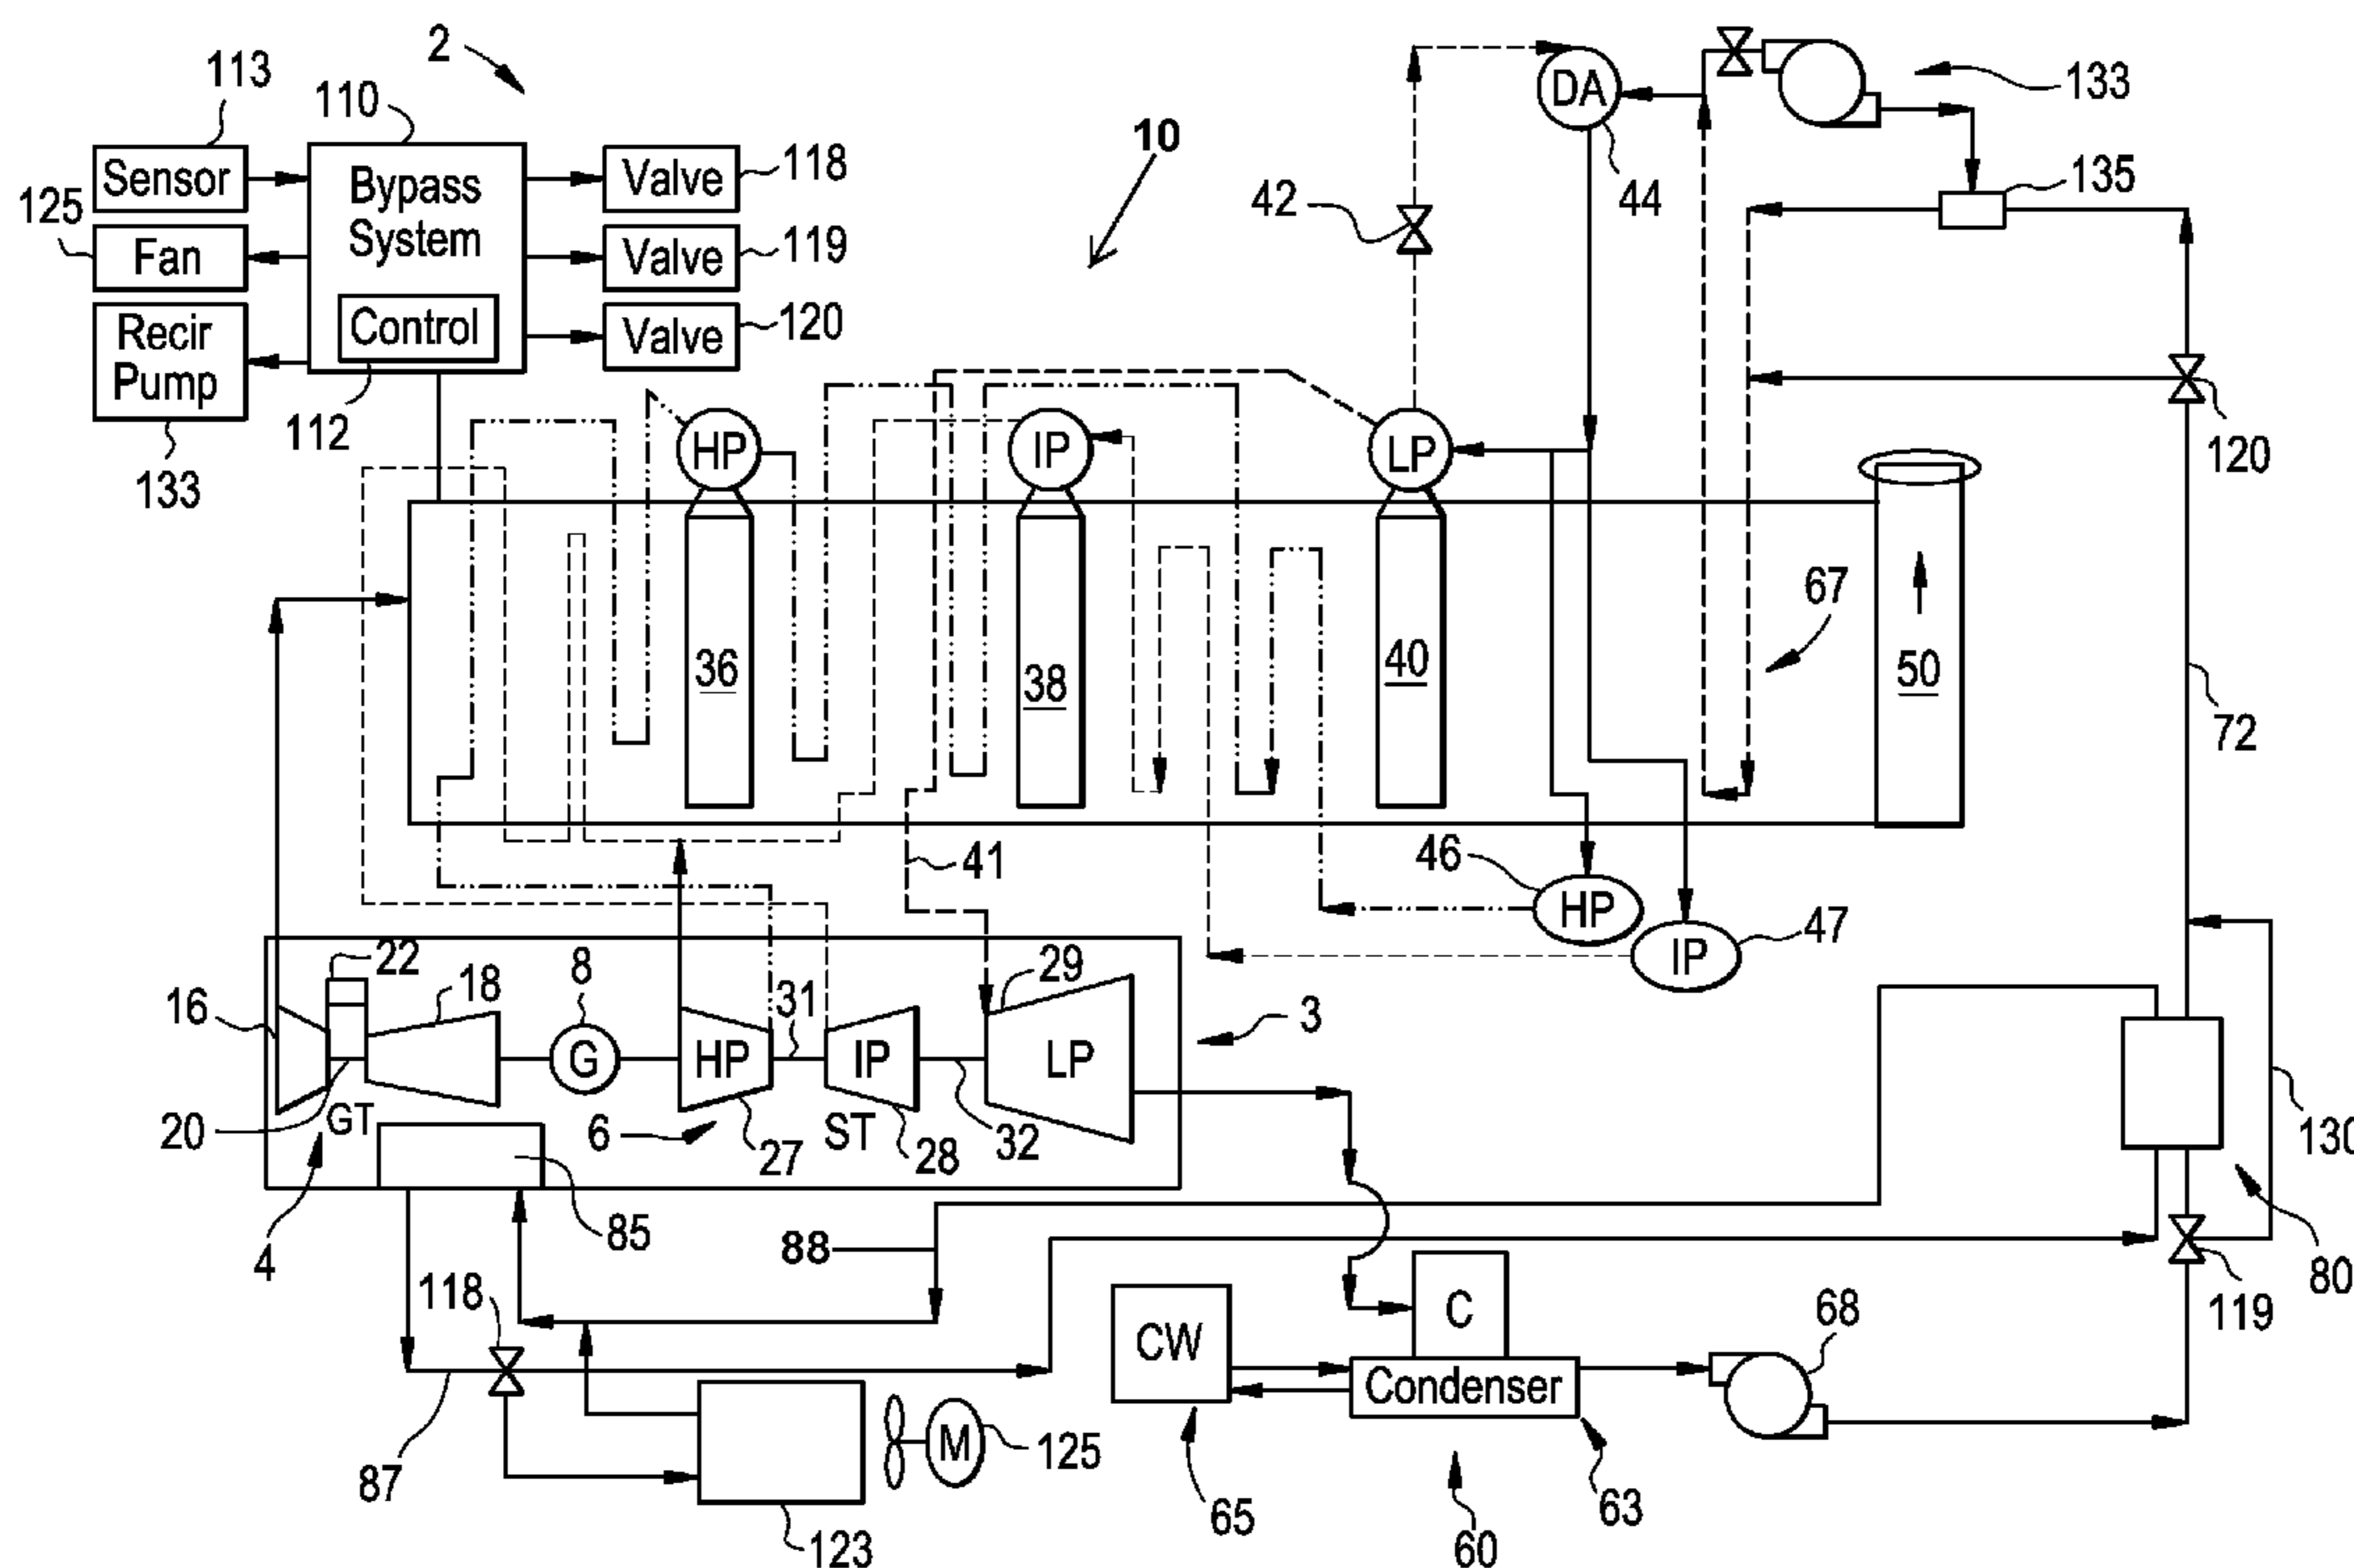 2
113
110
Sensor
Bypass
System
Valve
118
125
Fan
Valve
119
Recir
Pump
Control
Valve
120
133
112
10
42
DA
44
133
135
HP
IP
LP
120
36
38
40
67
50
72
41
46
HP
47
IP
22
16
18
8
31
29
3
G
HP
IP
LP
20
GT
6
27
ST
28
32
130
4
85
88
80
118
CW
C
68
119
Condenser
87
M
125
123
65
60
63